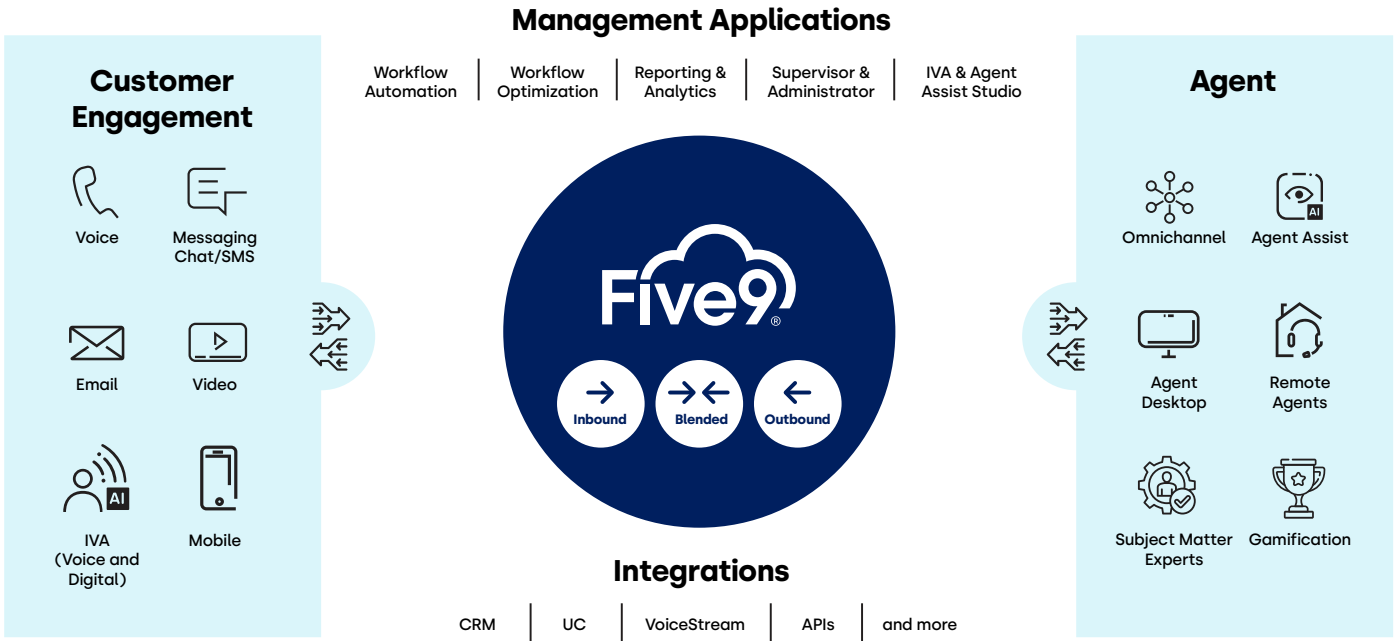 Management Applications
Workflow
Automation
Workflow
Optimization
Reporting &
Analytics
Supervisor &
Administrator
IVA & Agent
Assist Studio
Customer
Engagement
Voice
Messaging
Chat/SMS
Email
Video
AI
IVA
(Voice and
Digital)
Mobile
Five9®
Inbound
Blended
Outbound
Agent
Omnichannel
AI
Agent Assist
Agent
Desktop
Remote
Agents
Subject Matter
Experts
Gamification
Integrations
CRM
UC
VoiceStream
APIs
and more